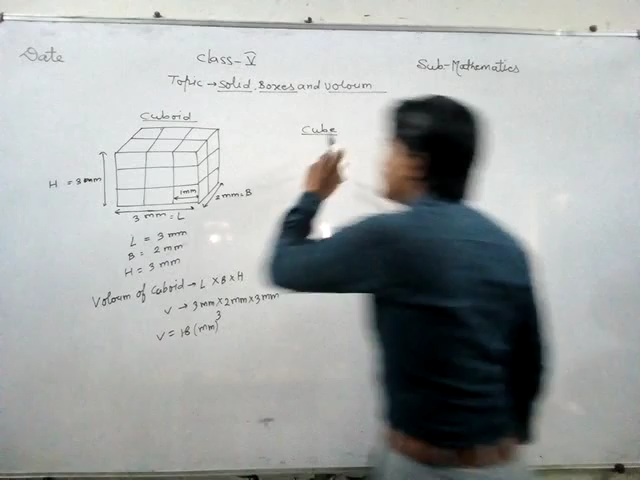 Date
Class-V
Sub-Mathematics
Topic → Solid, Boxes and Voloum
Cuboid
Cube
H = 3mm
1mm
2mm = B
3 mm = L
L = 3 mm
B = 2 mm
H = 3 mm
Voloum of Cuboid → L X B X H
V → 3mm X 2mm X 3mm
V = 18 (mm)³